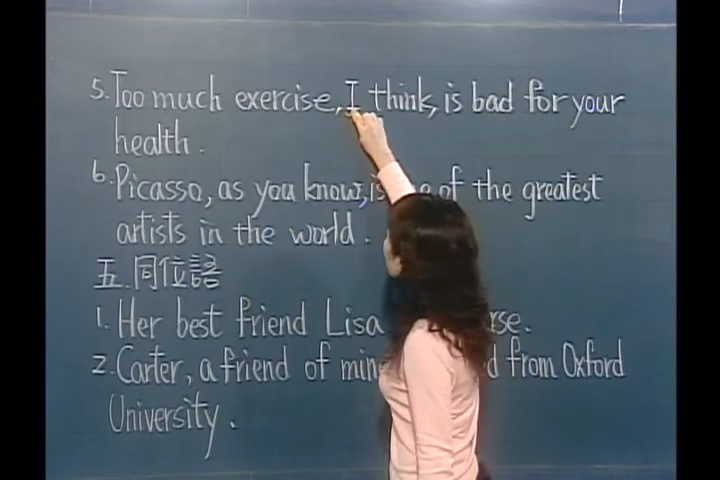 5. Too much exercise, I think, is bad for your
health.
6. Picasso, as you know, is of the greatest
artists in the world.
五. 同位語
1. Her best friend Lisa
2. Carter, a friend of from Oxford
University.